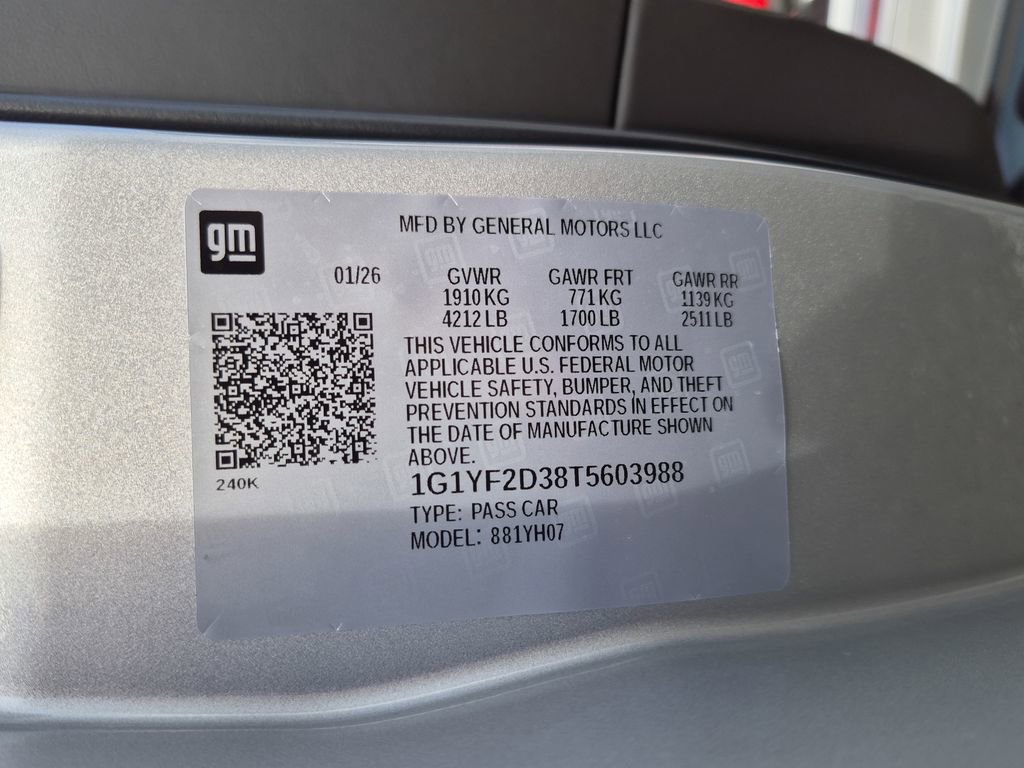 gm
MFD BY GENERAL MOTORS LLC
01/26 GVWR GAWR FRT GAWR RR
1910 KG 771 KG 1139 KG
4212 LB 1700 LB 2511 LB
THIS VEHICLE CONFORMS TO ALL
APPLICABLE U.S. FEDERAL MOTOR
VEHICLE SAFETY, BUMPER, AND THEFT
PREVENTION STANDARDS IN EFFECT ON
THE DATE OF MANUFACTURE SHOWN
ABOVE.
240K
1G1YF2D38T5603988
TYPE: PASS CAR
MODEL: 881YH07